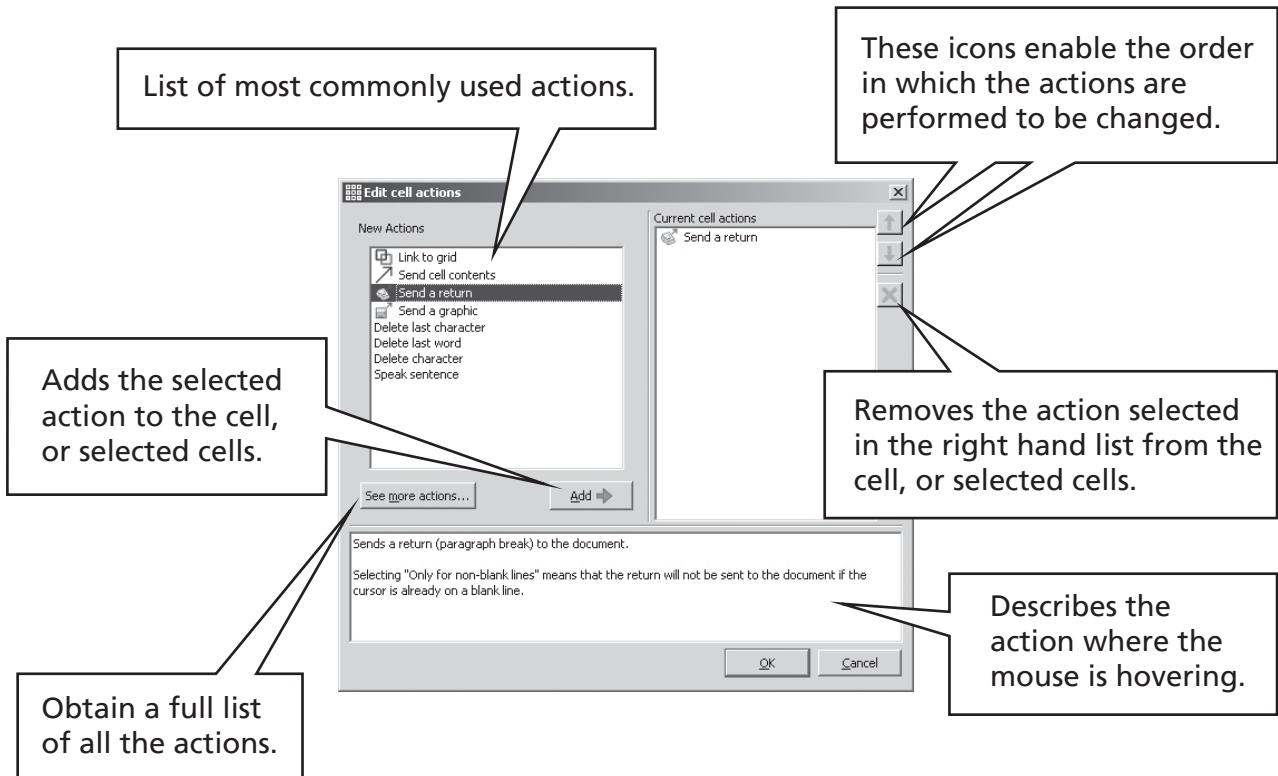 List of most commonly used actions.
These icons enable the order
in which the actions are
performed to be changed.
Edit cell actions
New Actions
Link to grid
Send cell contents
Send a return
Send a graphic
Delete last character
Delete last word
Delete character
Speak sentence
Current cell actions
Send a return
Adds the selected
action to the cell,
or selected cells.
Removes the action selected
in the right hand list from the
cell, or selected cells.
See more actions...
Add
Sends a return (paragraph break) to the document.
Selecting "Only for non-blank lines" means that the return will not be sent to the document if the
cursor is already on a blank line.
Describes the
action where the
mouse is hovering.
OK
Cancel
Obtain a full list
of all the actions.